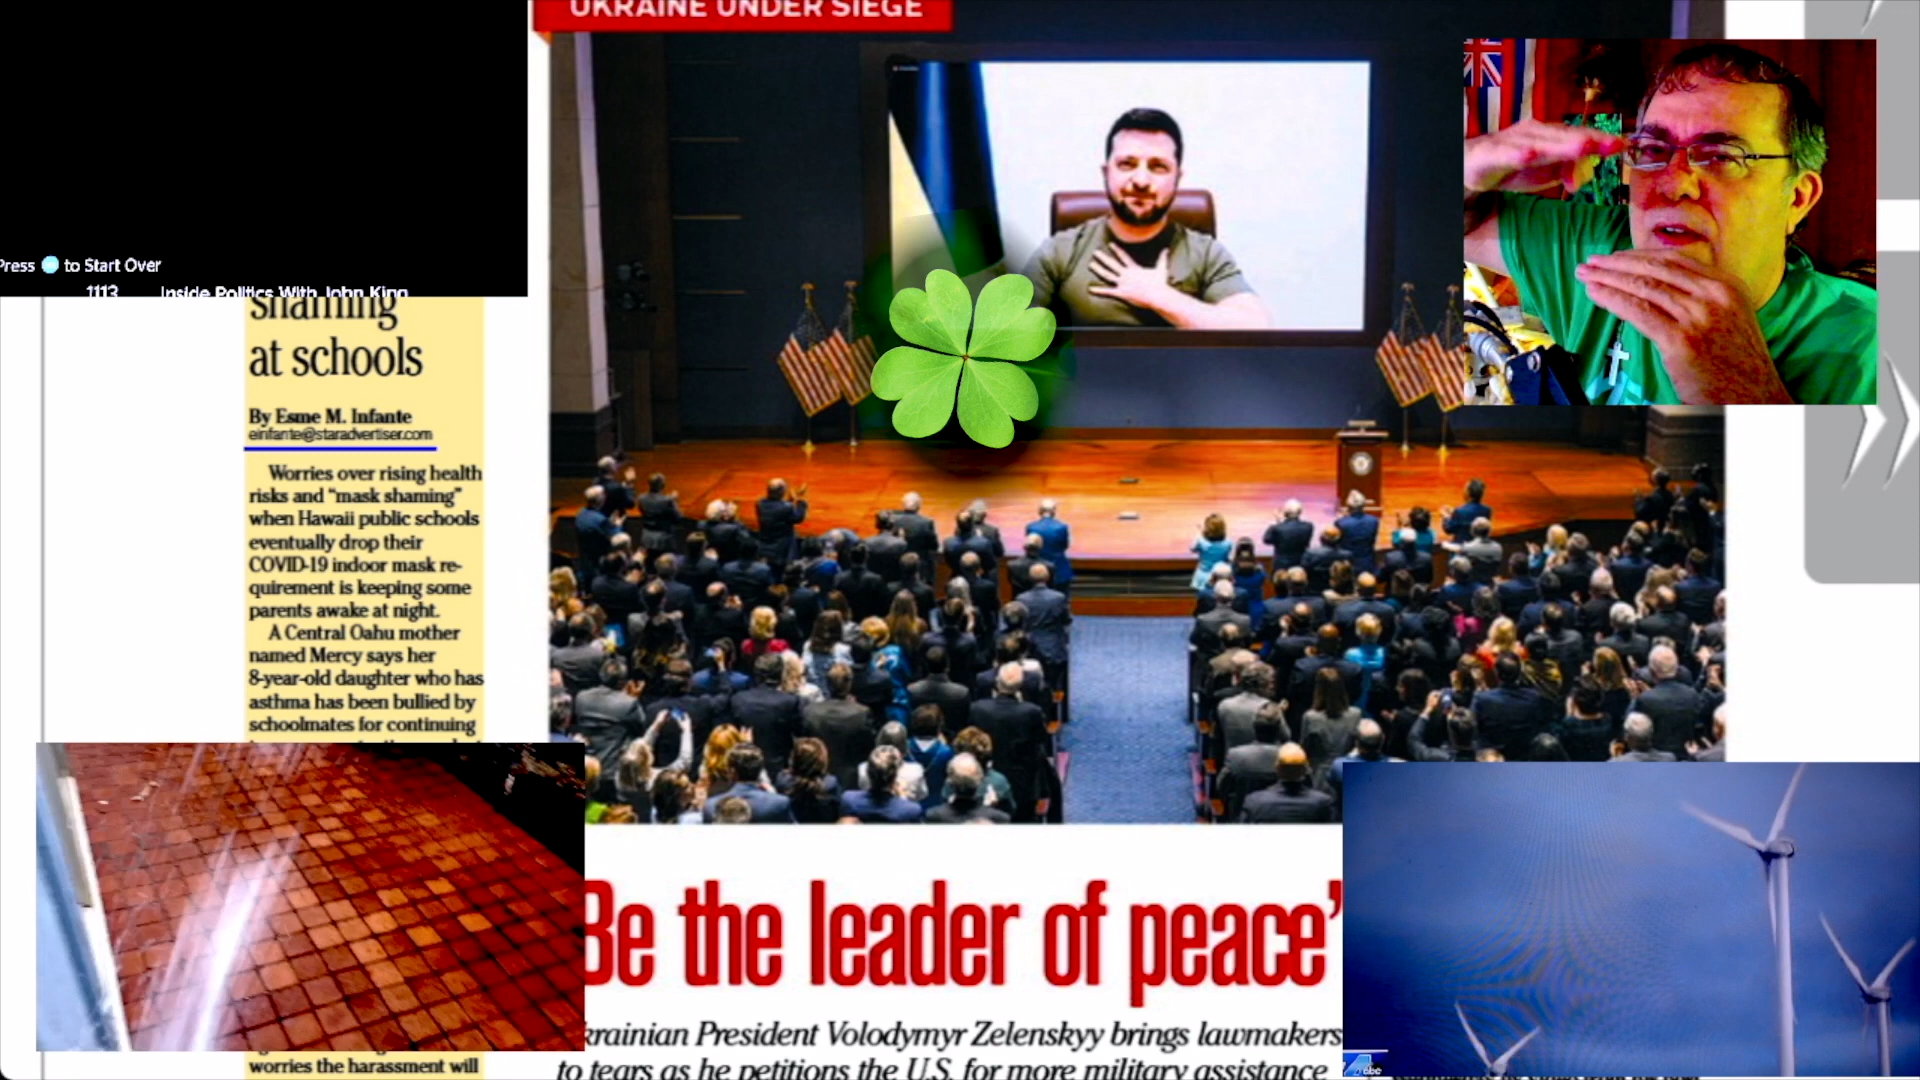 UKRAINE UNDER SIEGE
Press to Start Over
1113 Inside Politics With John King
shaming
at schools
By Esme M. Infante
einfante@staradvertiser.com
Worries over rising health
risks and “mask shaming”
when Hawaii public schools
eventually drop their
COVID-19 indoor mask re-
quirement is keeping some
parents awake at night.
A Central Oahu mother
named Mercy says her
8-year-old daughter who has
asthma has been bullied by
schoolmates for continuing
worries the harassment will
Be the leader of peace’
krainian President Volodymyr Zelenskyy brings lawmakers
to tears as he petitions the U.S. for more military assistance
4 abc